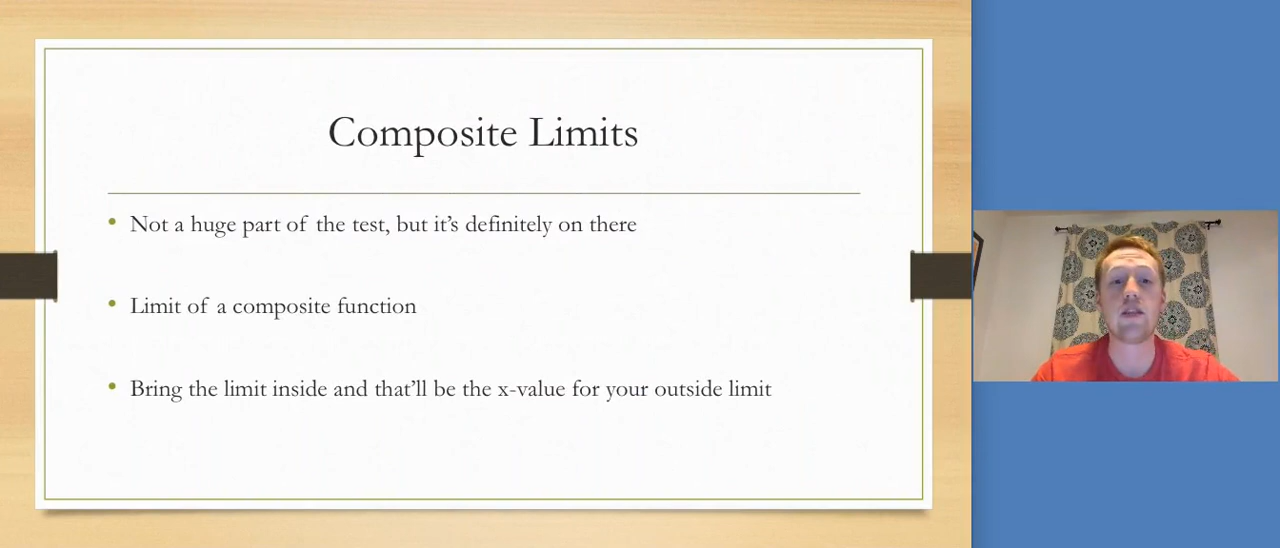 Composite Limits
• Not a huge part of the test, but it's definitely on there
• Limit of a composite function
• Bring the limit inside and that'll be the x-value for your outside limit